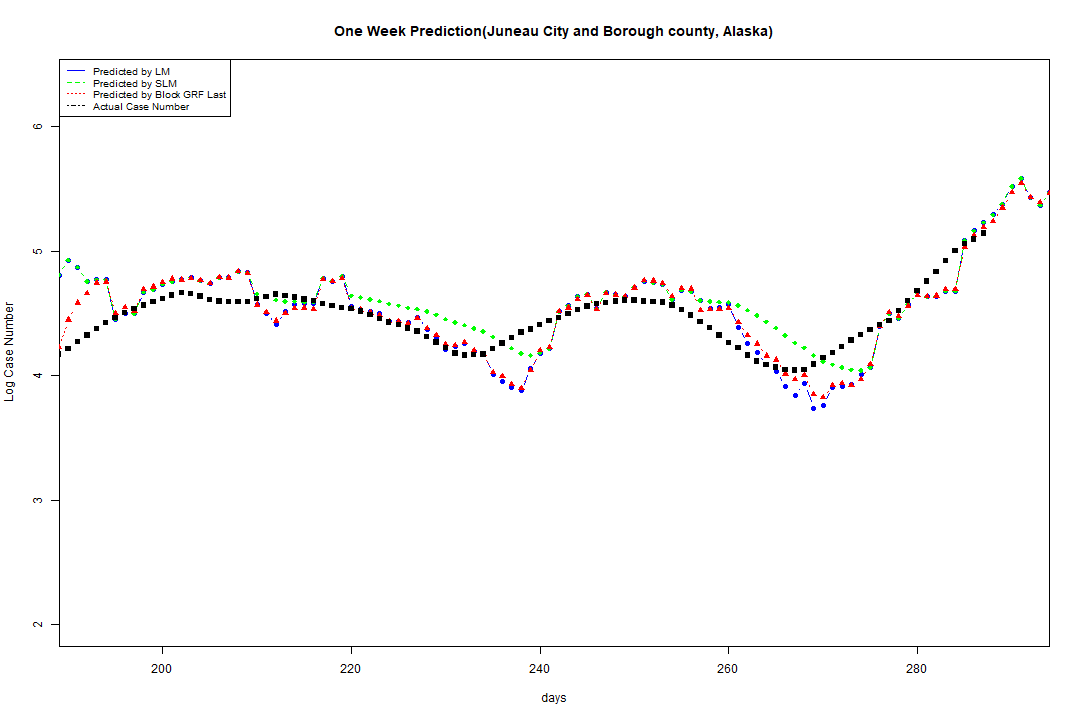 One Week Prediction(Juneau City and Borough county, Alaska)
Predicted by LM
Predicted by SLM
Predicted by Block GRF Last
Actual Case Number
6
5
4
3
2
Log Case Number
200 220 240 260 280
days